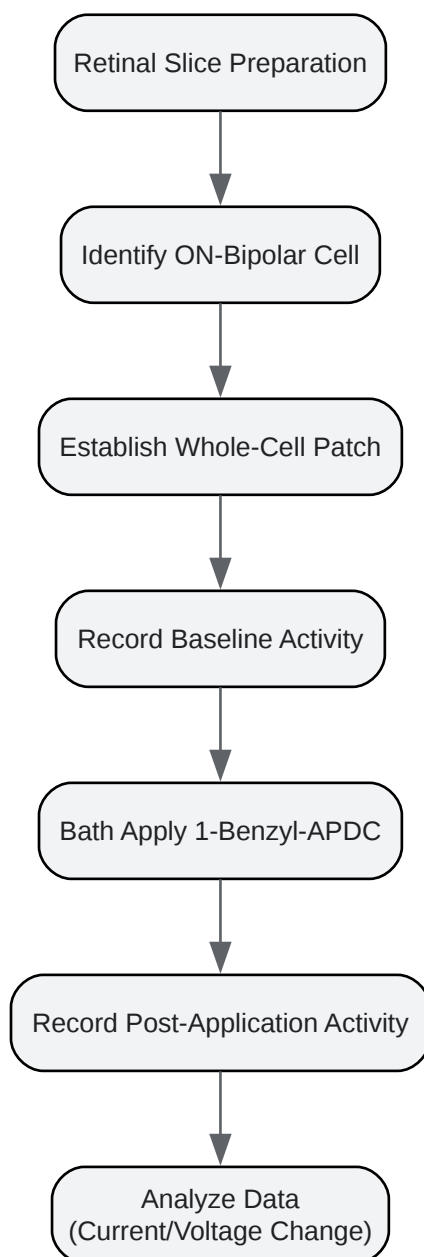 Retinal Slice Preparation
Identify ON-Bipolar Cell
Establish Whole-Cell Patch
Record Baseline Activity
Bath Apply 1-Benzyl-APDC
Record Post-Application Activity
Analyze Data
(Current/Voltage Change)